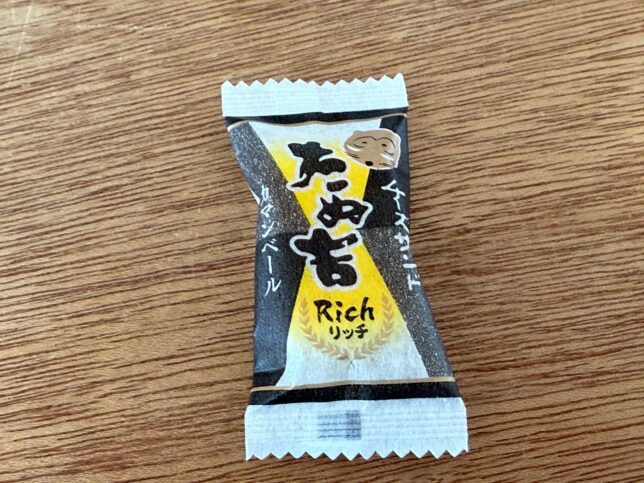 チーズサンド
たぬ吉
カマンベール
Rich
リッチ